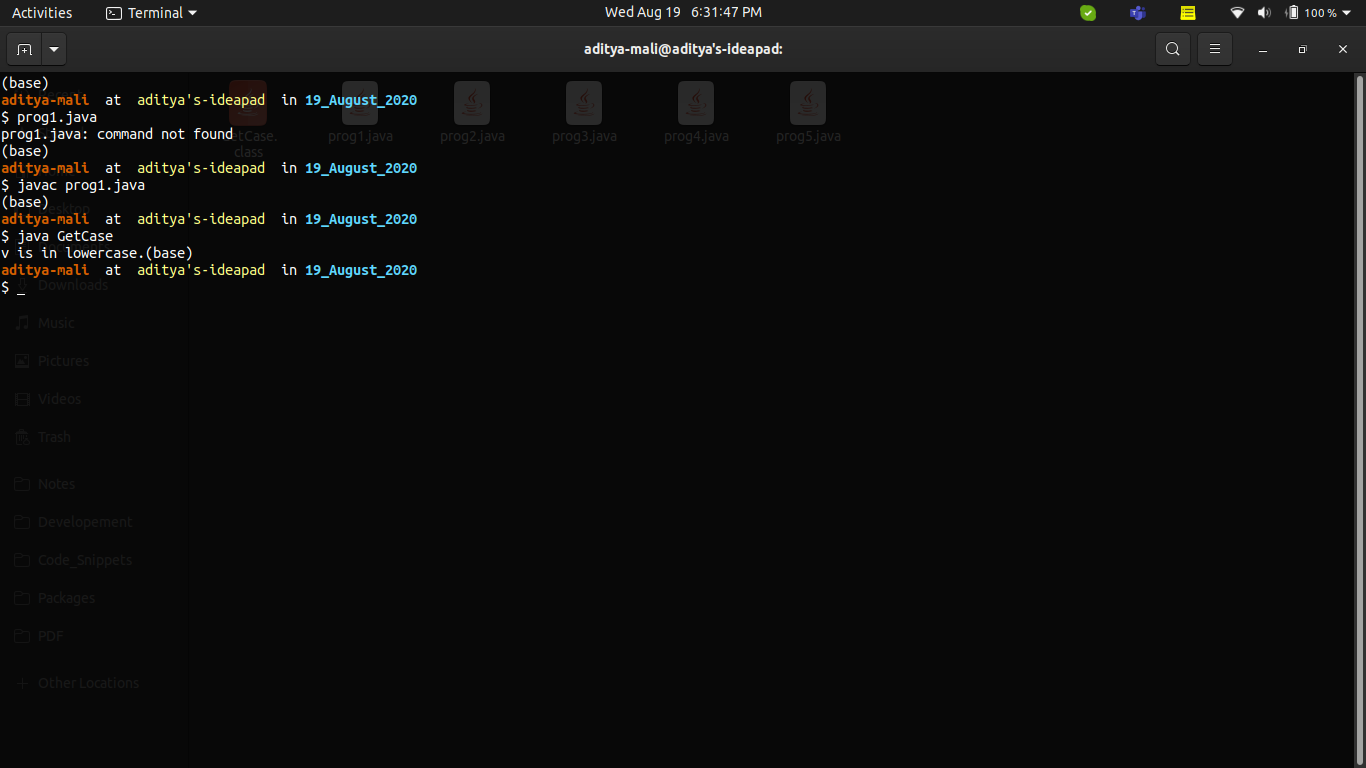 Activities Terminal Wed Aug 19 6:31:47 PM 100 %
aditya-mali@aditya's-ideapad:
(base)
aditya-mali at aditya's-ideapad in 19_August_2020
$ prog1.java
prog1.java: command not found
(base)
aditya-mali at aditya's-ideapad in 19_August_2020
$ javac prog1.java
(base)
aditya-mali at aditya's-ideapad in 19_August_2020
$ java GetCase
v is in lowercase.(base)
aditya-mali at aditya's-ideapad in 19_August_2020
$ _
GetCase.
class
prog1.java prog2.java prog3.java prog4.java prog5.java
Desktop
Downloads
Music
Pictures
Videos
Trash
Notes
Developement
Code_Snippets
Packages
PDF
+ Other Locations